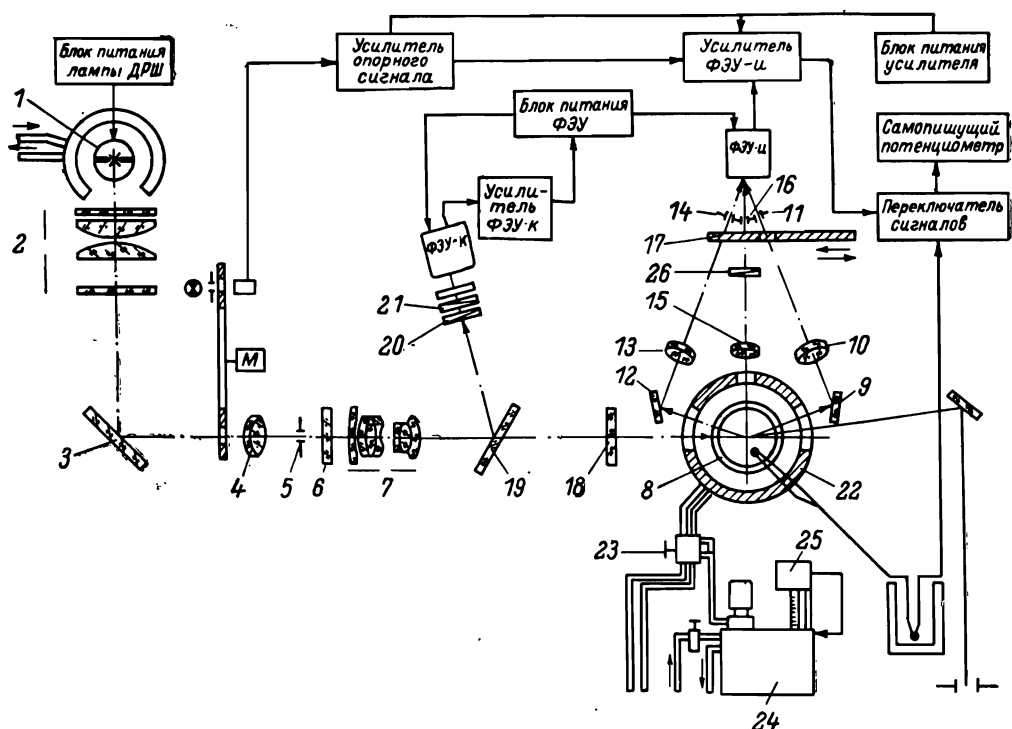 Блок питания
лампы ДРШ
Усилитель
опорного
сигнала
Усилитель
ФЭУ-и
Блок питания
усилителя
1
Блок питания
ФЭУ
Самопишущий
потенциометр
ФЭУ-и
16
14
11
Усили-
тель
ФЭУ-к
Переключатель
сигналов
2
ФЭУ-к
17
26
21
15
20
13
10
М
12
9
3
4
5
6
7
19
18
8
22
23
25
24